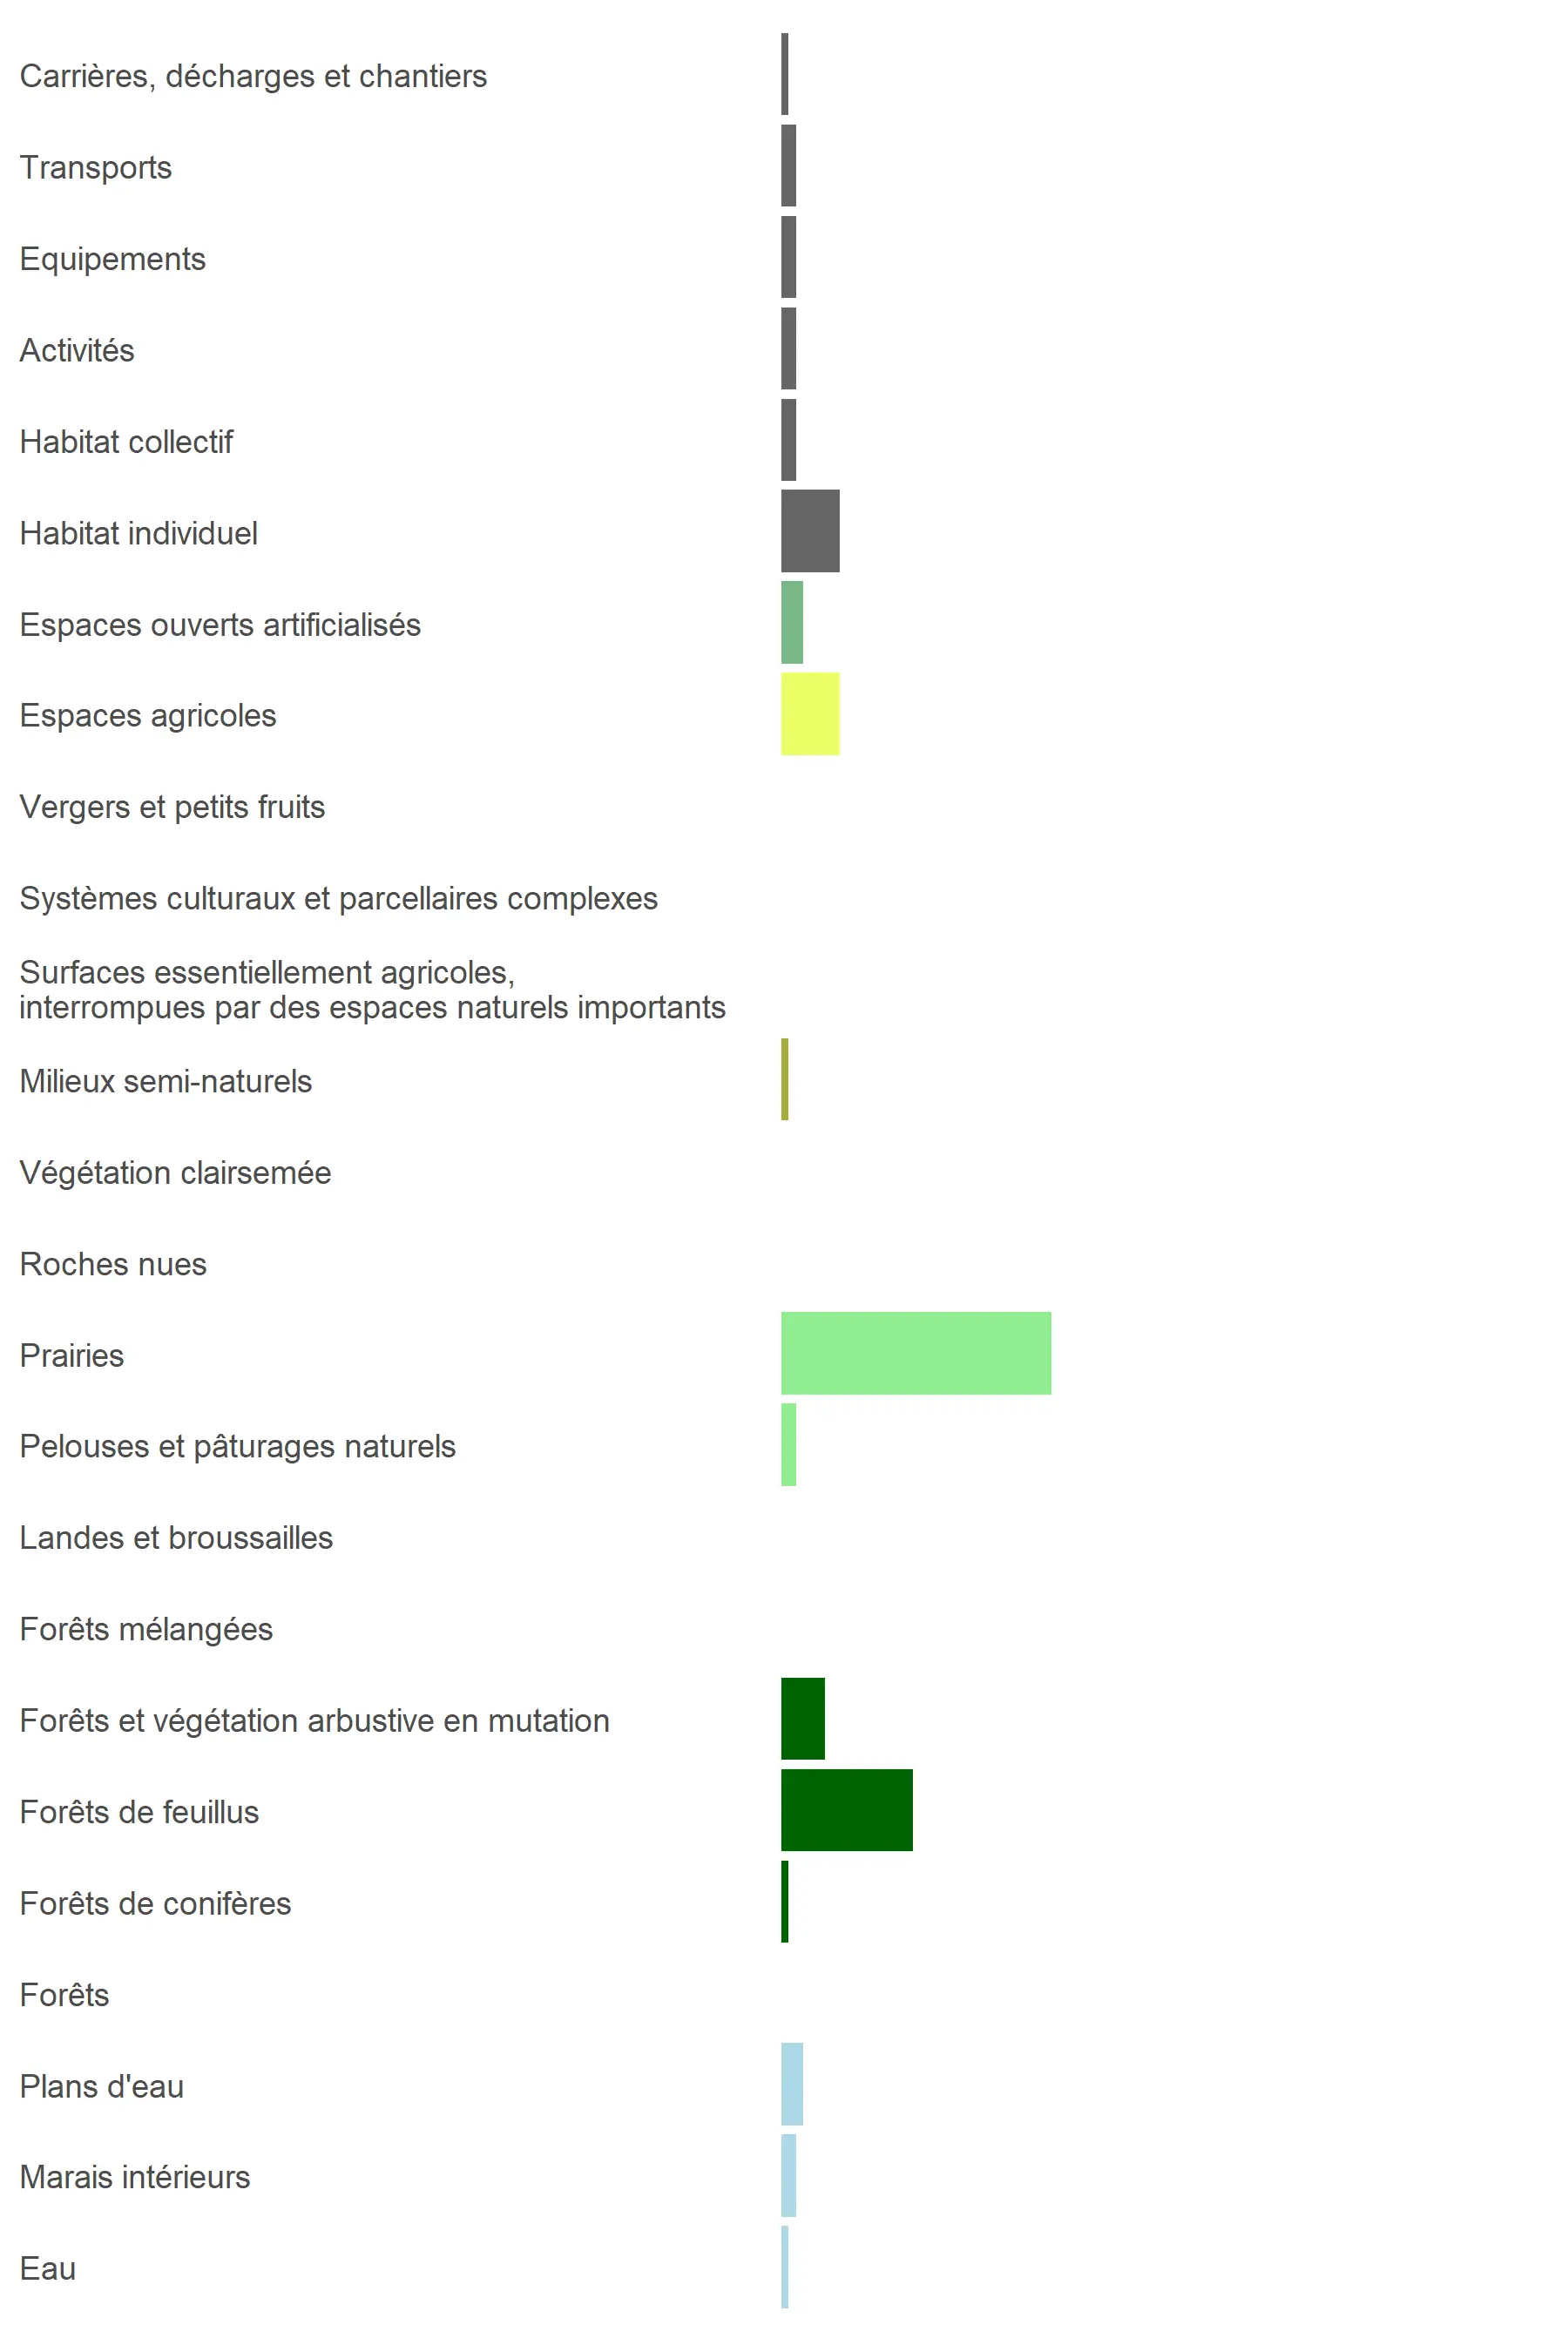 Carrières, décharges et chantiers
Transports
Equipements
Activités
Habitat collectif
Habitat individuel
Espaces ouverts artificialisés
Espaces agricoles
Vergers et petits fruits
Systèmes culturaux et parcellaires complexes
Surfaces essentiellement agricoles,
interrompues par des espaces naturels importants
Milieux semi-naturels
Végétation clairsemée
Roches nues
Prairies
Pelouses et pâturages naturels
Landes et broussailles
Forêts mélangées
Forêts et végétation arbustive en mutation
Forêts de feuillus
Forêts de conifères
Forêts
Plans d'eau
Marais intérieurs
Eau